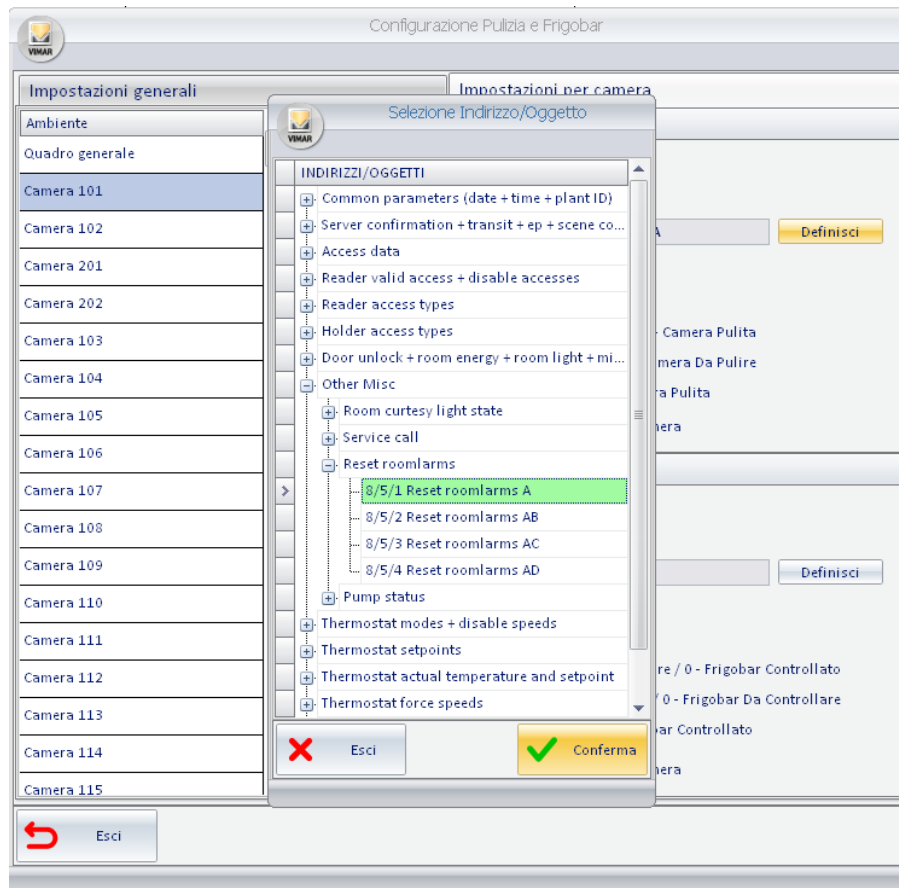 Configurazione Pulizia e Frigobar
VIMAR
Impostazioni generali
Impostazioni per camera
Ambiente
Quadro generale
Camera 101
Camera 102
Camera 201
Camera 202
Camera 103
Camera 104
Camera 105
Camera 106
Camera 107
Camera 108
Camera 109
Camera 110
Camera 111
Camera 112
Camera 113
Camera 114
Camera 115
Selezione Indirizzo/Oggetto
VIMAR
INDIRIZZI/OGGETTI
Common parameters (date + time + plant ID)
Server confirmation + transit + ep + scene co...
Access data
Reader valid access + disable accesses
Reader access types
Holder access types
Door unlock + room energy + room light + mi...
Other Misc
Room curtesy light state
Service call
Reset roomlarms
8/5/1 Reset roomlarms A
8/5/2 Reset roomlarms AB
8/5/3 Reset roomlarms AC
8/5/4 Reset roomlarms AD
Pump status
Thermostat modes + disable speeds
Thermostat setpoints
Thermostat actual temperature and setpoint
Thermostat force speeds
Esci
Conferma
A
Definisci
- Camera Pulita
mera Da Pulire
ra Pulita
nera
Definisci
re / 0 - Frigobar Controllato
/ 0 - Frigobar Da Controllare
bar Controllato
nera
Esci